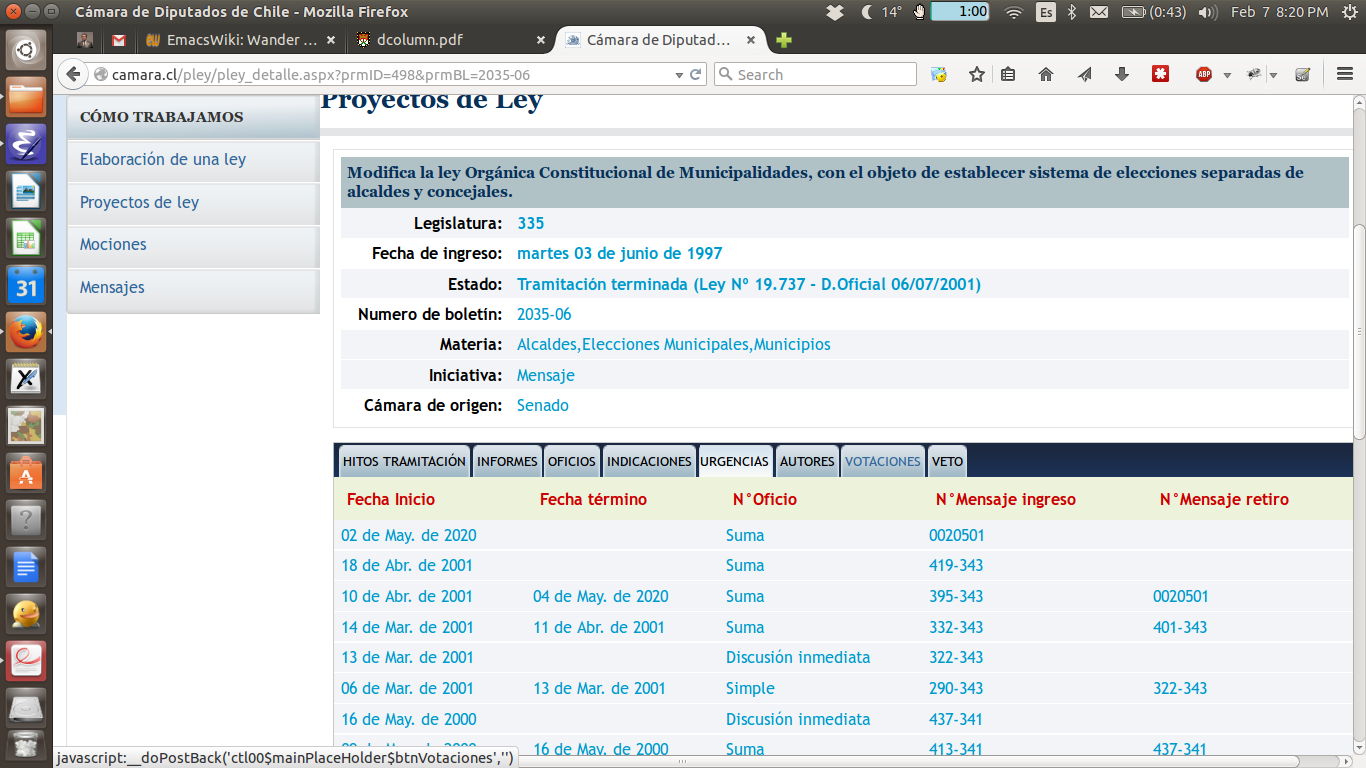 Cámara de Diputados de Chile - Mozilla Firefox
14° 1:00 Es (0:43) Feb 7 8:20 PM
EmacsWiki: Wander ...
dcolumn.pdf
Cámara de Diputad...
camara.cl/pley/pley_detalle.aspx?prmID=498&prmBL=2035-06
Search
ABP
31
CÓMO TRABAJAMOS
Elaboración de una ley
Proyectos de ley
Mociones
Mensajes
Proyectos de Ley
Modifica la ley Orgánica Constitucional de Municipalidades, con el objeto de establecer sistema de elecciones separadas de
alcaldes y concejales.
Legislatura: 335
Fecha de ingreso: martes 03 de junio de 1997
Estado: Tramitación terminada (Ley Nº 19.737 - D.Oficial 06/07/2001)
Numero de boletín: 2035-06
Materia: Alcaldes,Elecciones Municipales,Municipios
Iniciativa: Mensaje
Cámara de origen: Senado
HITOS TRAMITACIÓN INFORMES OFICIOS INDICACIONES URGENCIAS AUTORES VOTACIONES VETO
Fecha Inicio Fecha término N°Oficio N°Mensaje ingreso N°Mensaje retiro
02 de May. de 2020 Suma 0020501
18 de Abr. de 2001 Suma 419-343
10 de Abr. de 2001 04 de May. de 2020 Suma 395-343 0020501
14 de Mar. de 2001 11 de Abr. de 2001 Suma 332-343 401-343
13 de Mar. de 2001 Discusión inmediata 322-343
06 de Mar. de 2001 13 de Mar. de 2001 Simple 290-343 322-343
16 de May. de 2000 Discusión inmediata 437-341
16 de May. de 2000 Suma 413-341 437-341
javascript:__doPostBack('ctl00$mainPlaceHolder$btnVotaciones','')